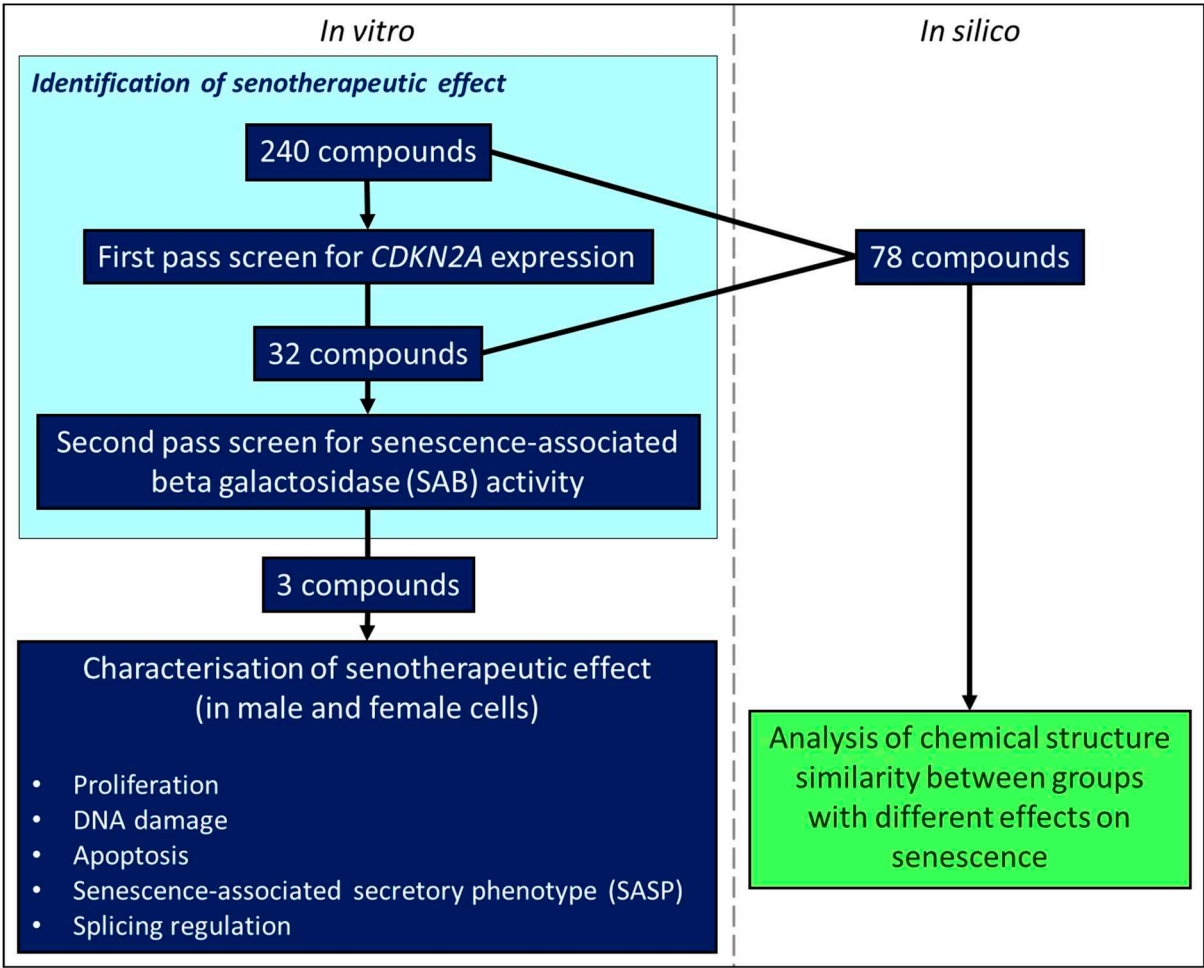 In vitro
In silico
Identification of senotherapeutic effect
240 compounds
First pass screen for CDKN2A expression
78 compounds
32 compounds
Second pass screen for senescence-associated
beta galactosidase (SAB) activity
3 compounds
Characterisation of senotherapeutic effect
(in male and female cells)
• Proliferation
• DNA damage
• Apoptosis
• Senescence-associated secretory phenotype (SASP)
• Splicing regulation
Analysis of chemical structure
similarity between groups
with different effects on
senescence